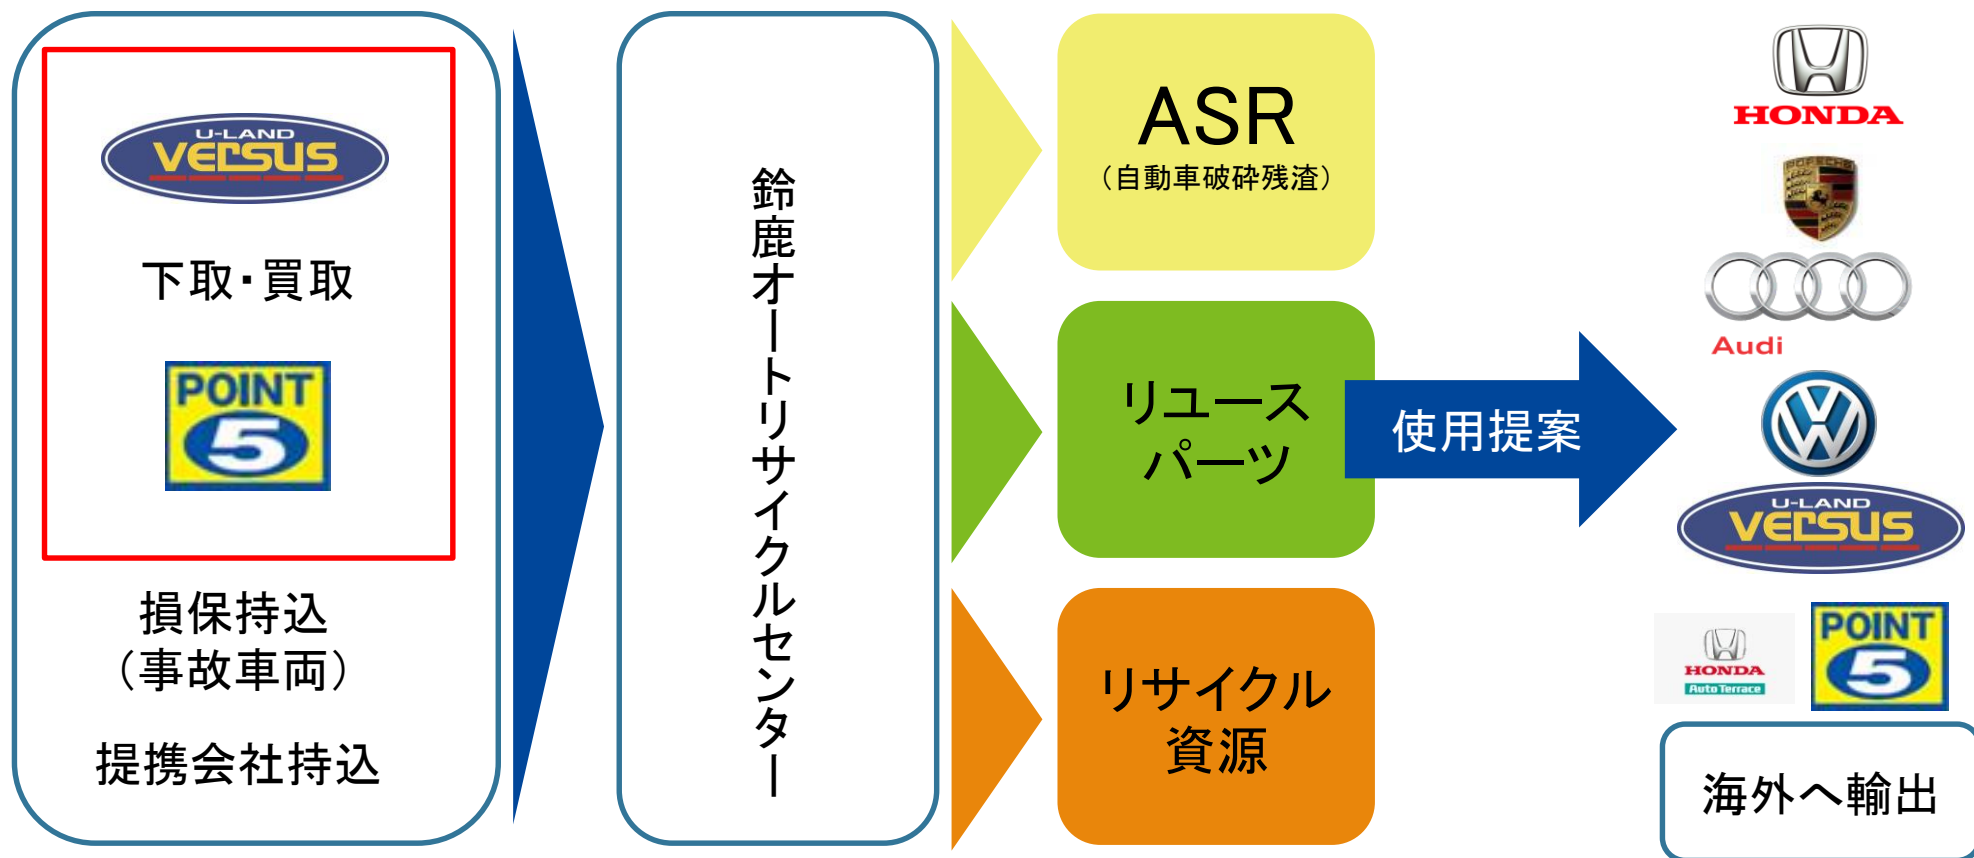 U-LAND
VERSUS
下取・買取
POINT
5
損保持込
（事故車両）
提携会社持込
鈴鹿オートリサイクルセンター
ASR
（自動車破砕残渣）
リユース
パーツ
リサイクル
資源
使用提案
HONDA
PORSCHE
Audi
VW
U-LAND
VERSUS
HONDA
Auto Terrace
POINT
5
海外へ輸出